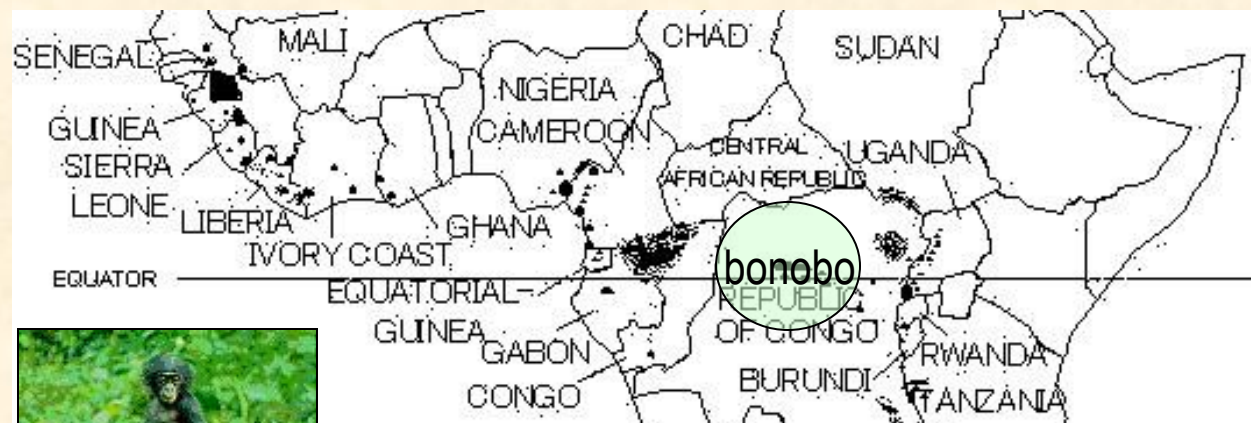 SENEGAL
MALI
CHAD
SUDAN
NIGERIA
GUINEA
CAMEROON
CENTRAL
AFRICAN REPUBLIC
UGANDA
SIERRA
LEONE
LIBERIA
GHANA
IVORY COAST
bonobo
EQUATOR
EQUATORIAL
GUINEA
REPUBLIC
OF CONGO
GABON
RWANDA
BURUNDI
CONGO
TANZANIA